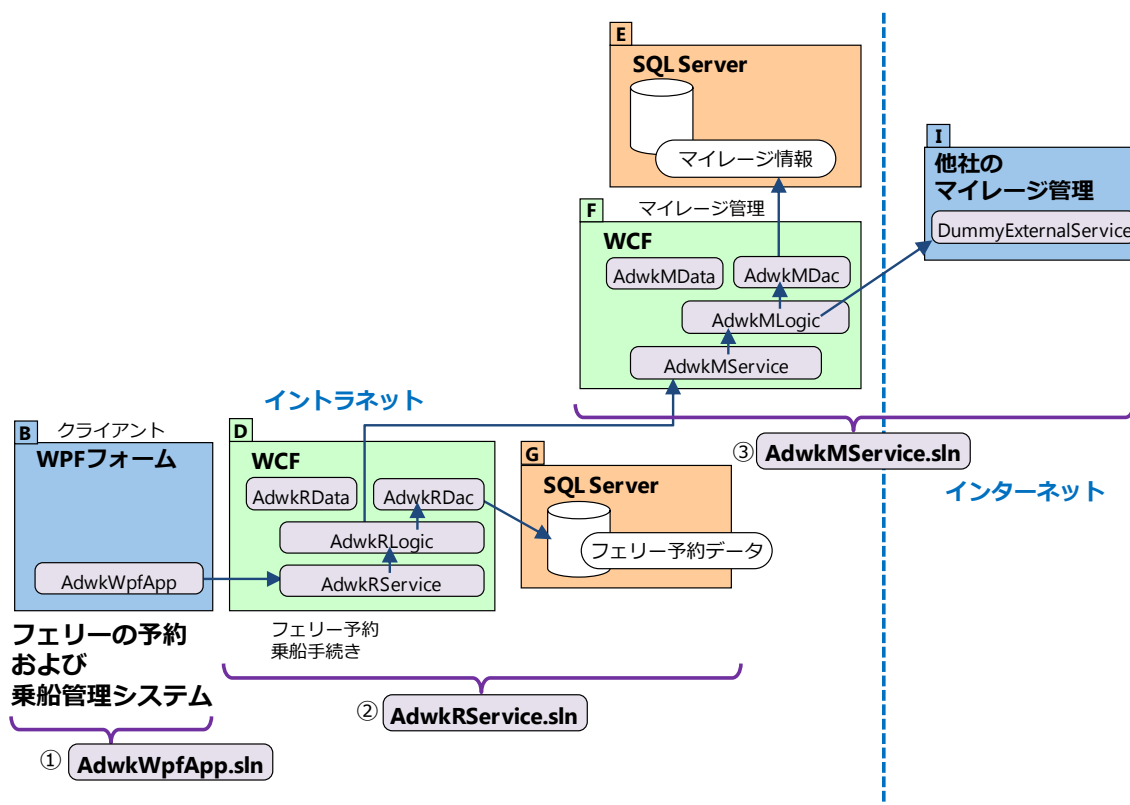 E
SQL Server
マイレージ情報
I
他社の
マイレージ管理
DummyExternalService
F
マイレージ管理
WCF
AdwkMData
AdwkMDac
AdwkMLogic
AdwkMService
イントラネット
③
AdwkMService.sln
インターネット
B
クライアント
WPFフォーム
AdwkWpfApp
D
WCF
AdwkRData
AdwkRDac
AdwkRLogic
AdwkRService
G
SQL Server
フェリー予約データ
フェリーの予約
および
乗船管理システム
フェリー予約
乗船手続き
②
AdwkRService.sln
①
AdwkWpfApp.sln